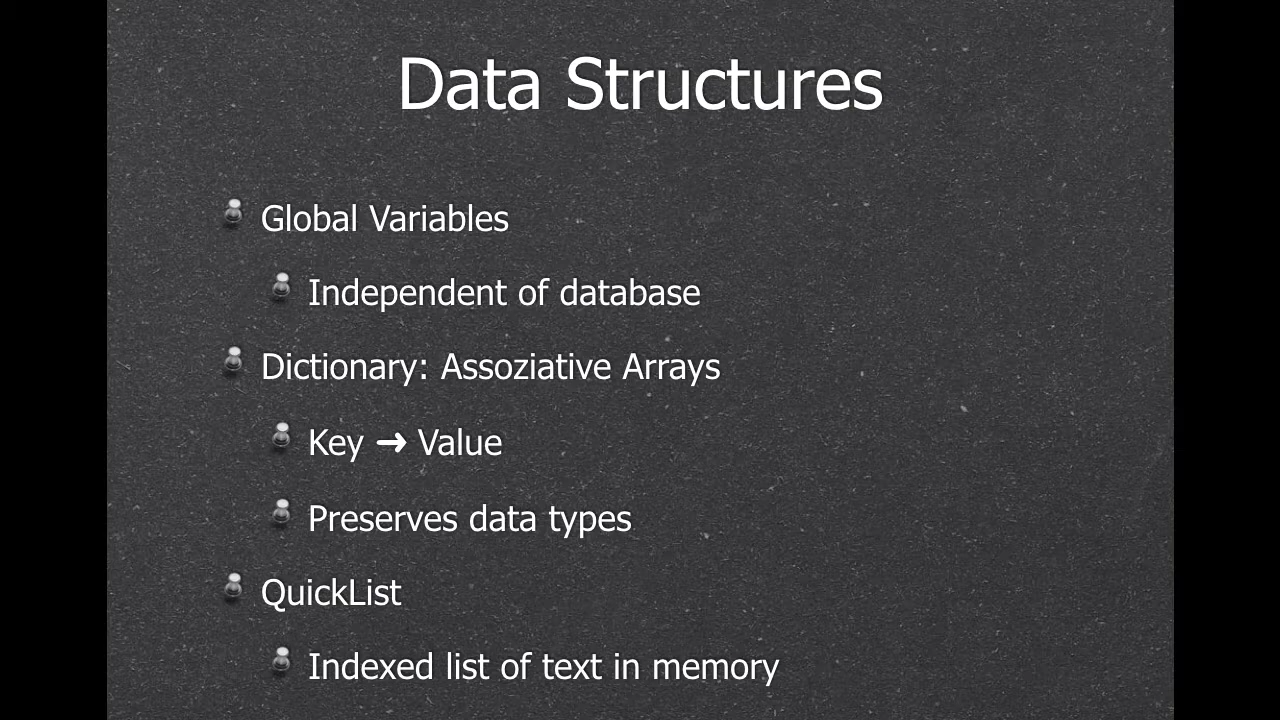 Data Structures
Global Variables
Independent of database
Dictionary: Assoziative Arrays
Key ➜ Value
Preserves data types
QuickList
Indexed list of text in memory